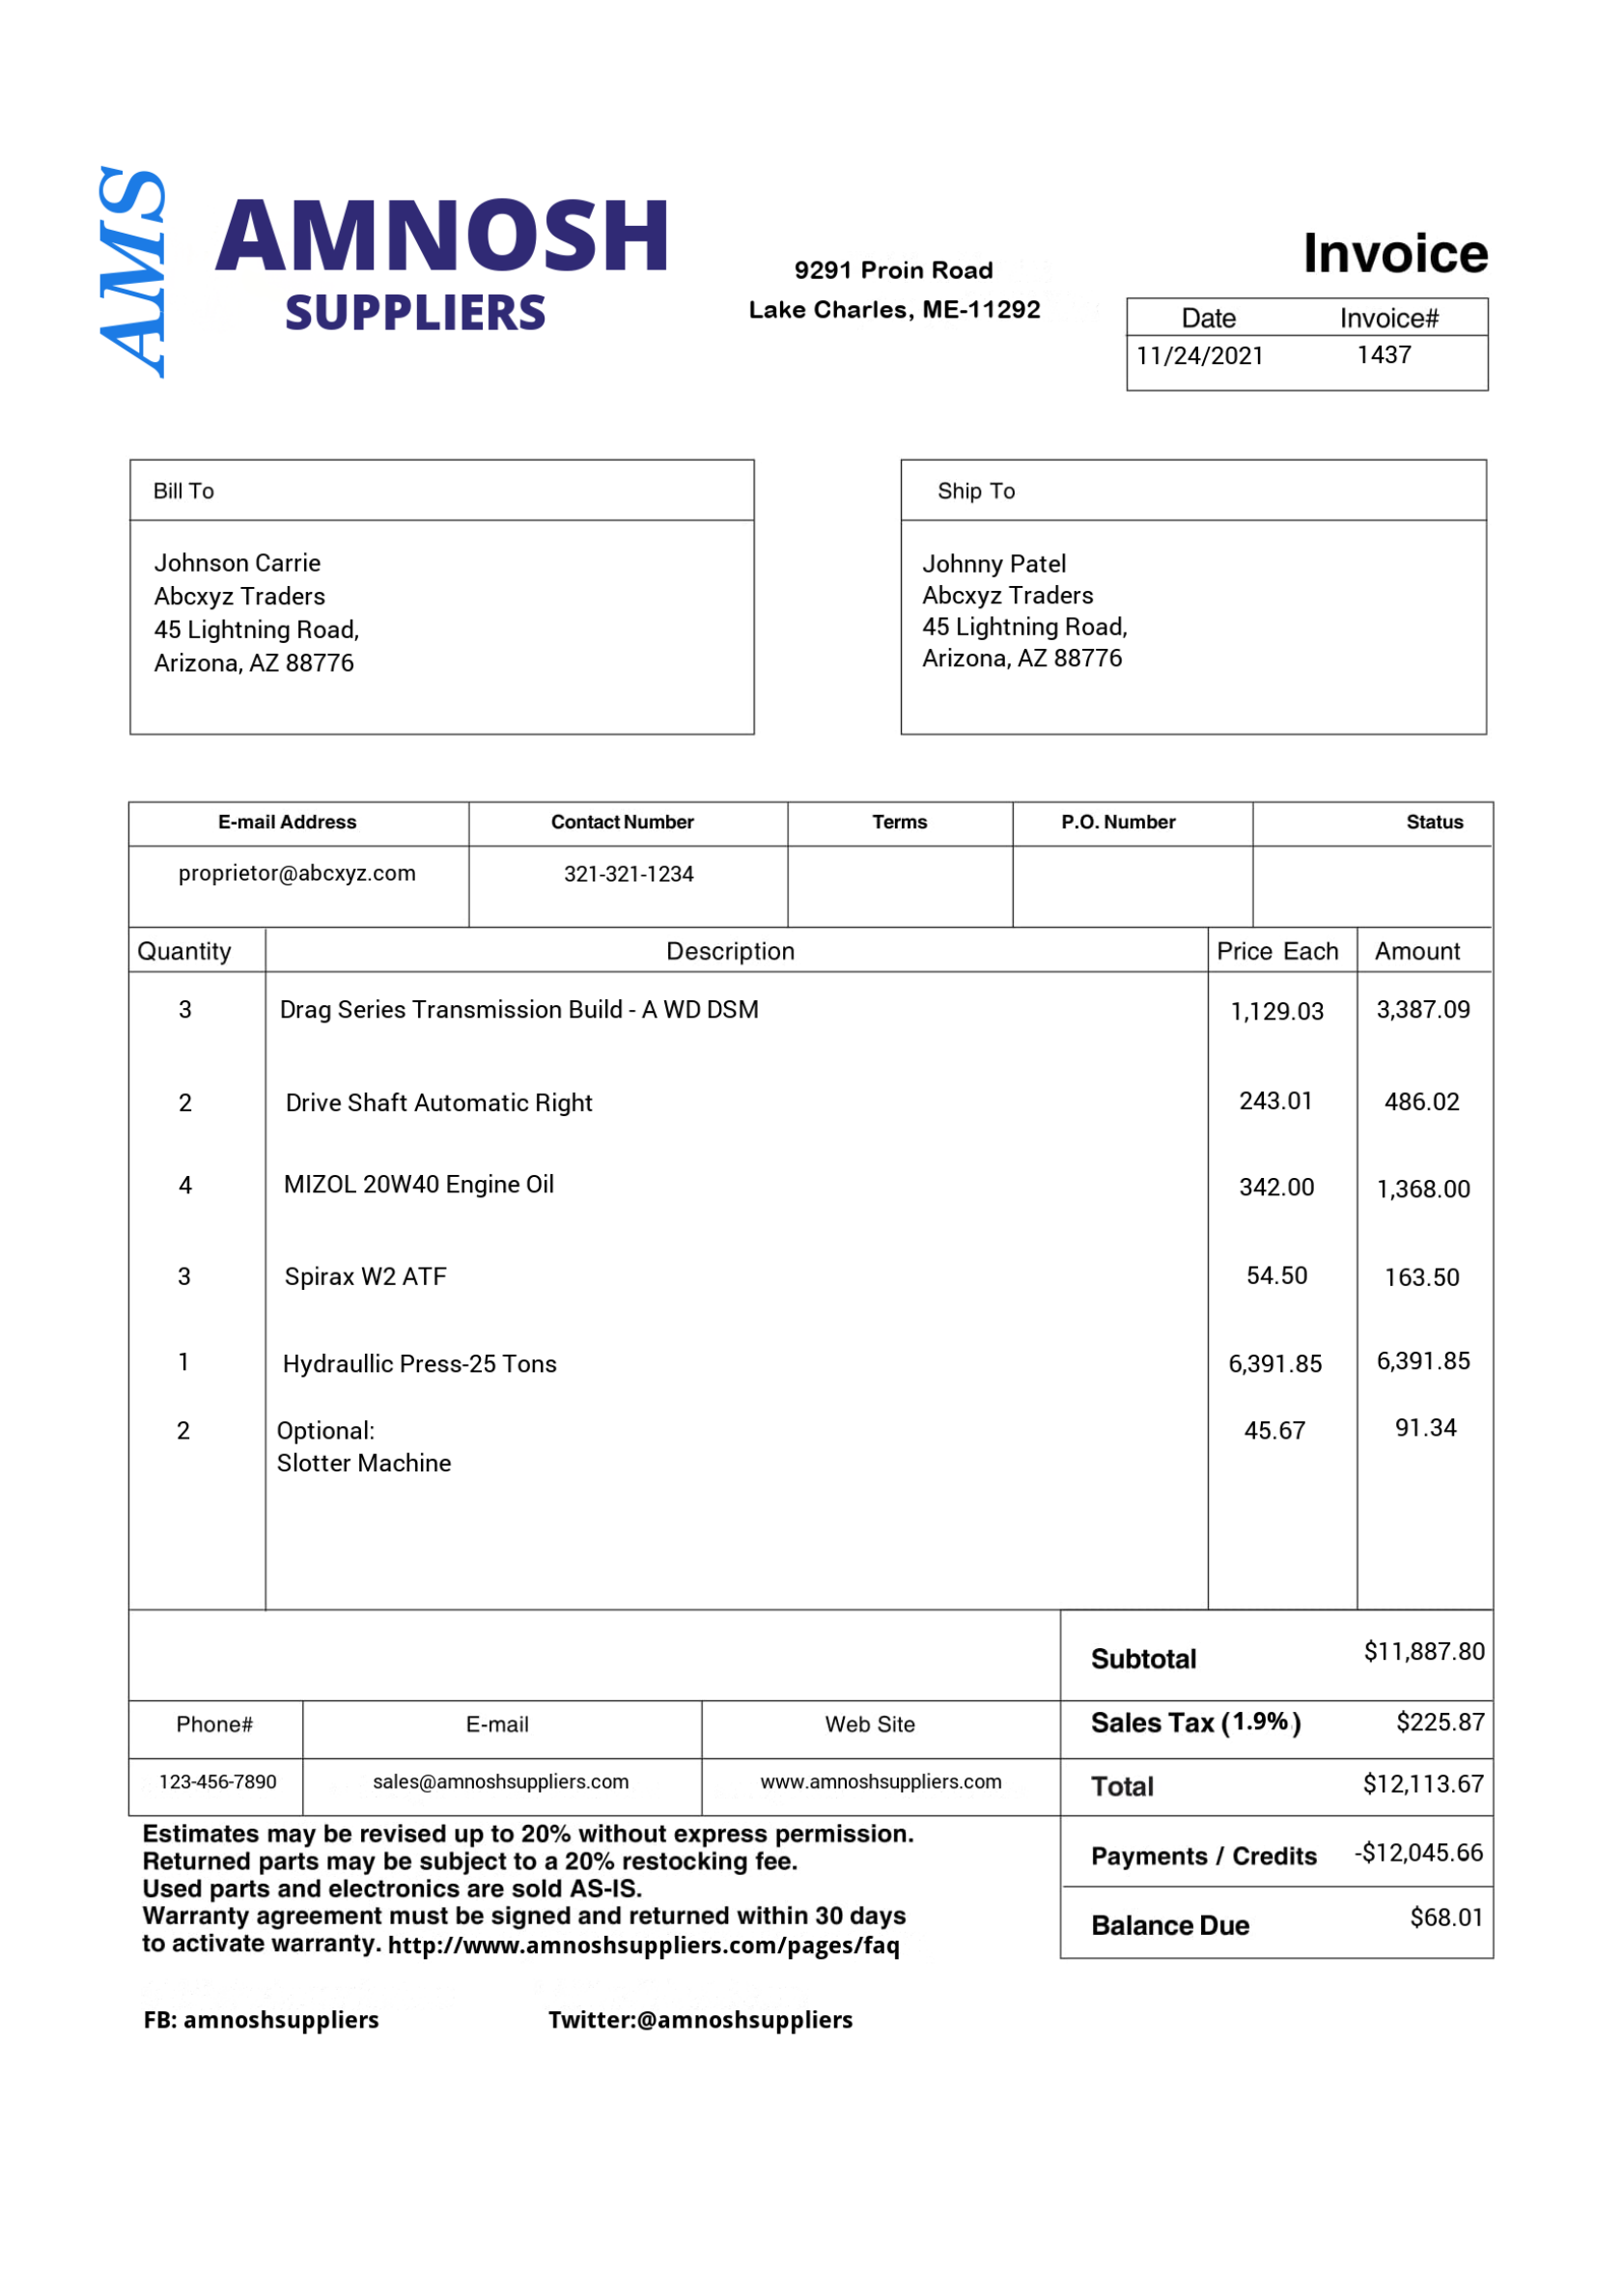 AMS
AMNOSH
SUPPLIERS
9291 Proin Road
Lake Charles, ME-11292
Invoice
Date Invoice#
11/24/2021 1437
Bill To
Johnson Carrie
Abcxyz Traders
45 Lightning Road,
Arizona, AZ 88776
Ship To
Johnny Patel
Abcxyz Traders
45 Lightning Road,
Arizona, AZ 88776
E-mail Address Contact Number Terms P.O. Number Status
proprietor@abcxyz.com 321-321-1234
Quantity Description Price Each Amount
3 Drag Series Transmission Build - A WD DSM 1,129.03 3,387.09
2 Drive Shaft Automatic Right 243.01 486.02
4 MIZOL 20W40 Engine Oil 342.00 1,368.00
3 Spirax W2 ATF 54.50 163.50
1 Hydraullic Press-25 Tons 6,391.85 6,391.85
2 Optional: 45.67 91.34
Slotter Machine
Subtotal $11,887.80
Phone# E-mail Web Site Sales Tax (1.9%) $225.87
123-456-7890 sales@amnoshsuppliers.com www.amnoshsuppliers.com Total $12,113.67
Estimates may be revised up to 20% without express permission.
Returned parts may be subject to a 20% restocking fee.
Used parts and electronics are sold AS-IS.
Warranty agreement must be signed and returned within 30 days
to activate warranty. http://www.amnoshsuppliers.com/pages/faq
Payments / Credits -$12,045.66
Balance Due $68.01
FB: amnoshsuppliers Twitter:@amnoshsuppliers